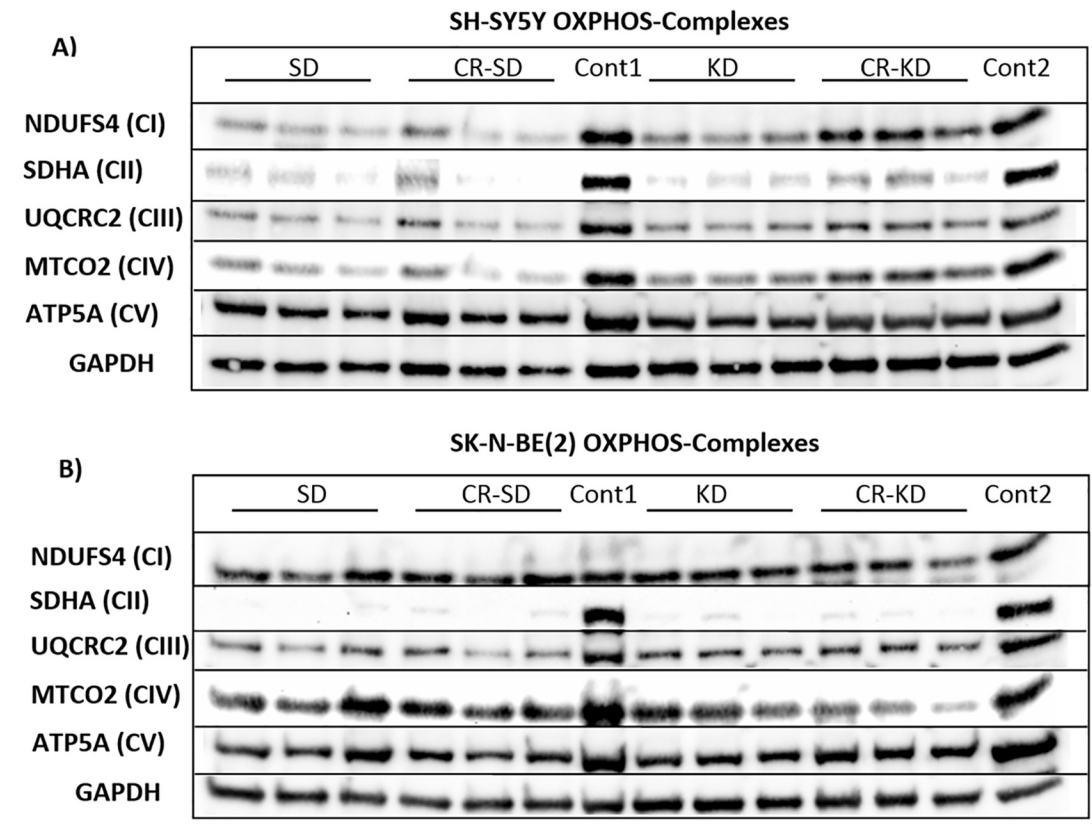 SH-SY5Y OXPHOS-Complexes
A)
SD CR-SD Cont1 KD CR-KD Cont2
NDUFS4 (CI)
SDHA (CII)
UQCRC2 (CIII)
MTCO2 (CIV)
ATP5A (CV)
GAPDH
SK-N-BE(2) OXPHOS-Complexes
B)
SD CR-SD Cont1 KD CR-KD Cont2
NDUFS4 (CI)
SDHA (CII)
UQCRC2 (CIII)
MTCO2 (CIV)
ATP5A (CV)
GAPDH